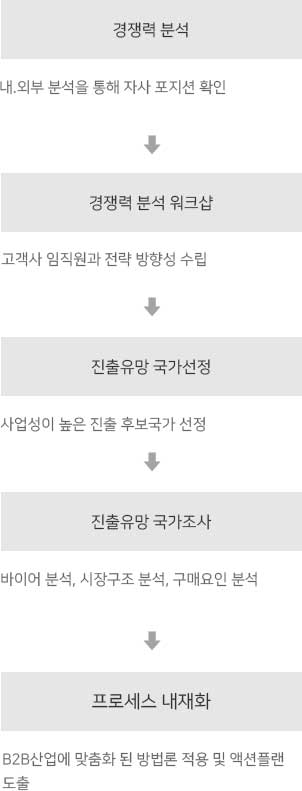 경쟁력 분석
내.외부 분석을 통해 자사 포지션 확인
경쟁력 분석 워크샵
고객사 임직원과 전략 방향성 수립
진출유망 국가선정
사업성이 높은 진출 후보국가 선정
진출유망 국가조사
바이어 분석, 시장구조 분석, 구매요인 분석
프로세스 내재화
B2B산업에 맞춤화 된 방법론 적용 및 액션플랜
도출